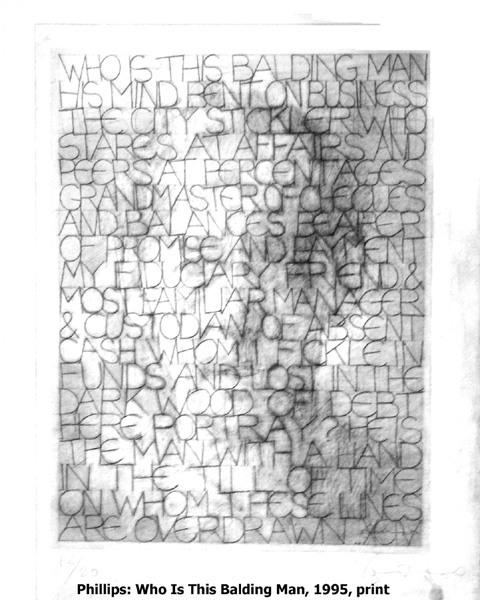 WHO IS THIS BALDING MAN
HIS MIND BENT ON BUSINESS
THE CITY STICKLER WHO
STARES AT AFFAIRS AND
PEERS AT PERCENTAGES
GRANDMASTER OF CHEQUES
AND BALANCES BEARER
OF PROMISE AND PAYMENT
MY FIDUCIARY FRIEND &
MOST FAMILIAR MANAGER
& CUSTODIAN OF ABSENT
CASH WHOM I FICKLE IN
FUNDS AND LOST IN THE
DARK WOOD OF DEBT
HERE PORTRAY? HE IS
THE MAN WITH A HAND
IN THE TILL OF TIME
ON WHOM THESE LINES
ARE OVERDRAWN
Phillips: Who Is This Balding Man, 1995, print